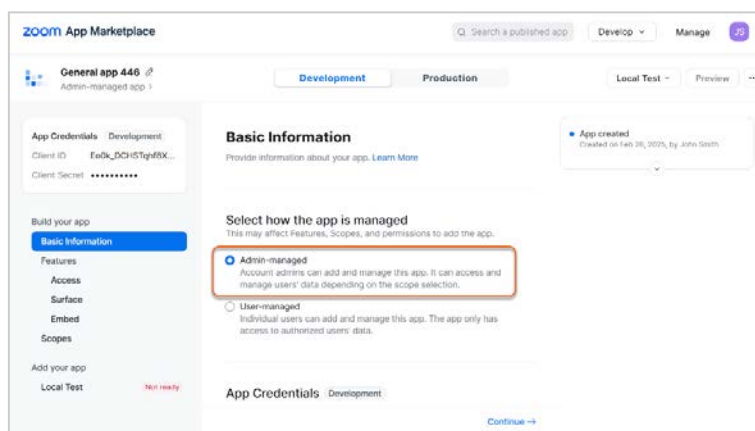 zoom App Marketplace
Search a published app
Develop
Manage
JS
General app 446
Admin-managed app
Development
Production
Local Test
Preview
App Credentials Development
Client ID
Client Secret
Build your app
Basic Information
Features
Access
Surface
Embed
Scopes
Add your app
Local Test Not ready
Basic Information
Provide information about your app. Learn More
Select how the app is managed
This may affect Features, Scopes, and permissions to add the app.
Admin-managed
Account admins can add and manage this app. It can access and
manage users' data depending on the scope selection.
User-managed
Individual users can add and manage this app. The app only has
access to authorized users' data.
App Credentials Development
Continue
App created
Created on Feb 28, 2025, by John Smith